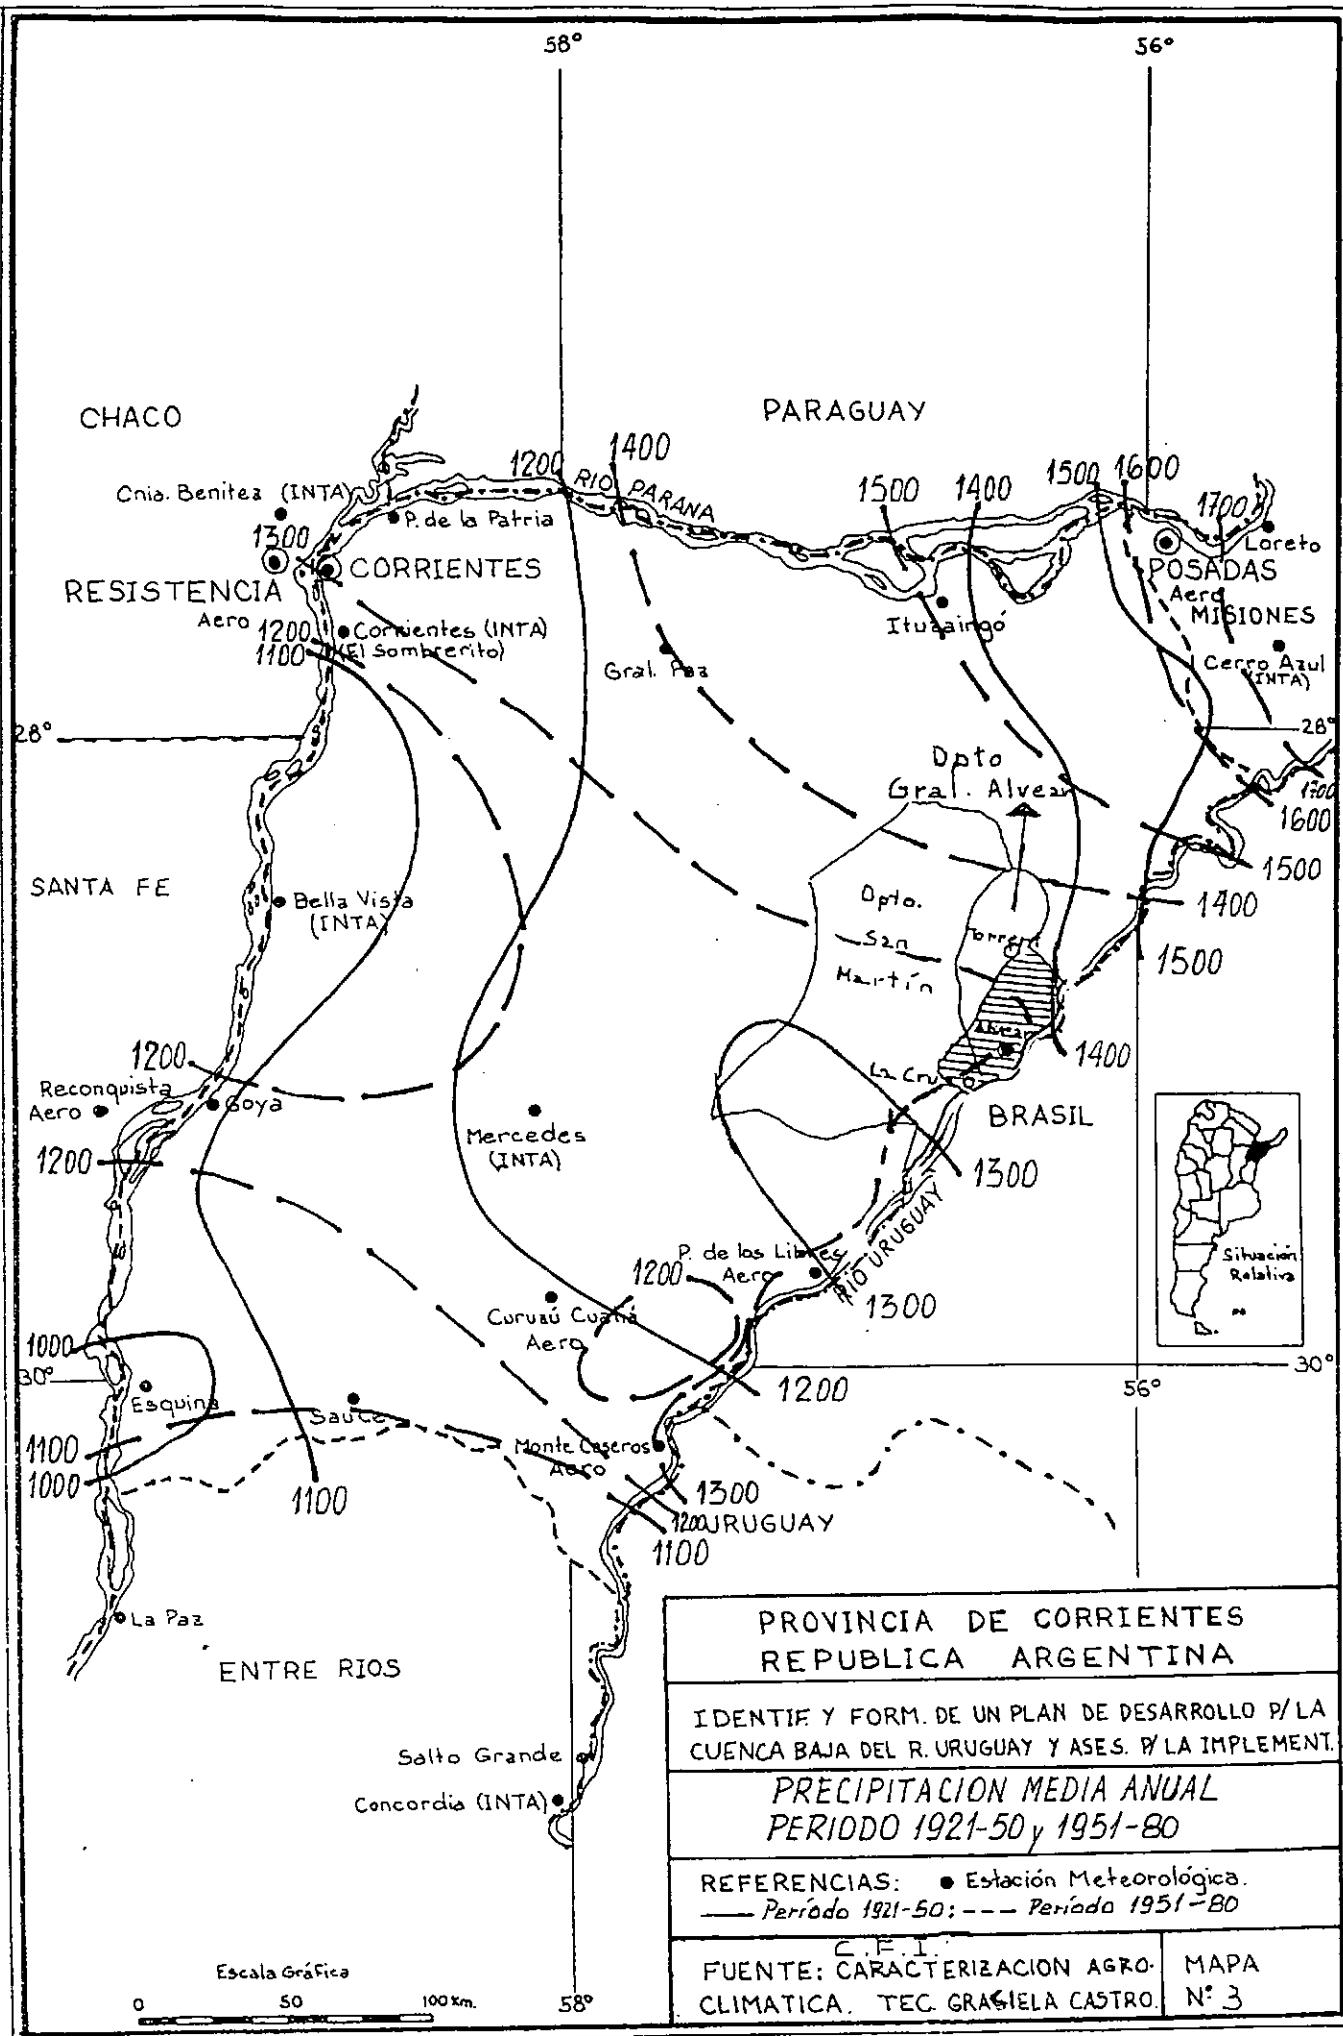 58°
56°
CHACO
PARAGUAY
1200
1400
RIO PARANA
1500
1400
1500
1600
1700
Cnia. Benitez (INTA)
P. de la Patria
Loreto
1300
CORRIENTES
POSADAS
Aero
RESISTENCIA
Aero
MISIONES
1200
Corrientes (INTA)
(El Sombrerito)
1100
Ituzaingó
Gral. Paz
Cerro Azul
(INTA)
28°
28°
Dpto
Gral. Alvear
1700
1600
1500
1400
1500
SANTA FE
Bella Vista
(INTA)
Dpto.
San
Martín
Torrent
Alvear
1400
La Cruz
BRASIL
1200
Reconquista
Aero
Goya
Mercedes
(INTA)
1200
1300
RIO URUGUAY
Situación
Relativa
P. de los Libres
Aero
1200
1300
Curuzú Cuatiá
Aero
1000
30°
30°
Esquina
Sauce
1200
56°
1100
1000
1100
Monte Caseros
Aero
1300
1200
URUGUAY
1100
La Paz
ENTRE RIOS
Salto Grande
Concordia (INTA)
58°
Escala Gráfica
0 50 100 km.
PROVINCIA DE CORRIENTES
REPUBLICA ARGENTINA
IDENTIF. Y FORM. DE UN PLAN DE DESARROLLO P/LA
CUENCA BAJA DEL R. URUGUAY Y ASES. P/LA IMPLEMENT.
PRECIPITACION MEDIA ANUAL
PERIODO 1921-50 y 1951-80
REFERENCIAS: ● Estación Meteorológica.
—— Período 1921-50; ---- Período 1951-80
C.F.I.
FUENTE: CARACTERIZACION AGRO-
CLIMATICA. TEC. GRACIELA CASTRO.
MAPA
N° 3